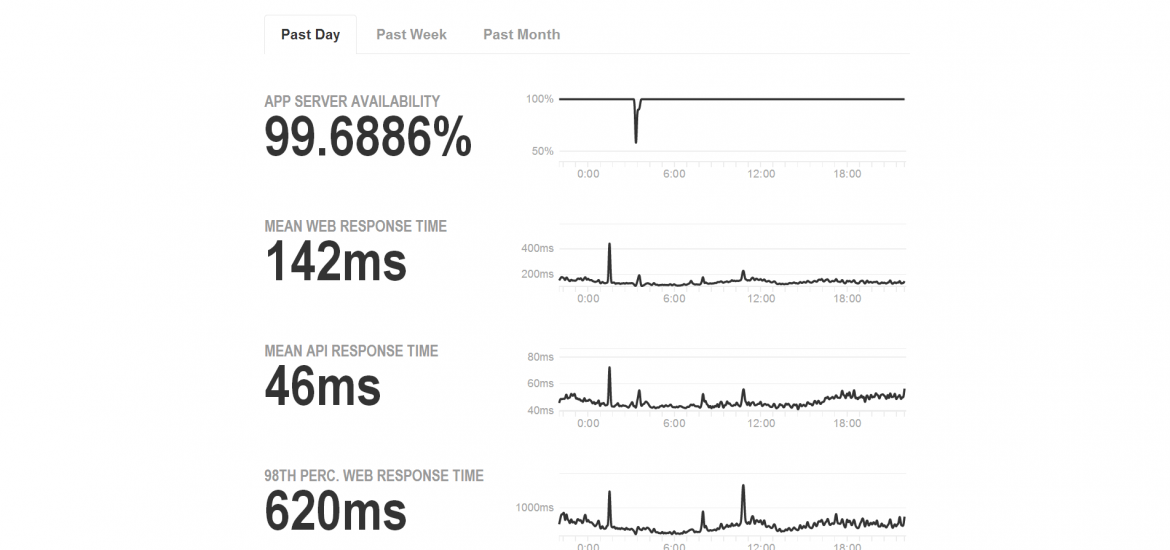 Past Day Past Week Past Month
APP SERVER AVAILABILITY
99.6886%
100%
50%
0:00 6:00 12:00 18:00
MEAN WEB RESPONSE TIME
142ms
400ms
200ms
0:00 6:00 12:00 18:00
MEAN API RESPONSE TIME
46ms
80ms
60ms
40ms
0:00 6:00 12:00 18:00
98TH PERC. WEB RESPONSE TIME
620ms
1000ms
0:00 6:00 12:00 18:00